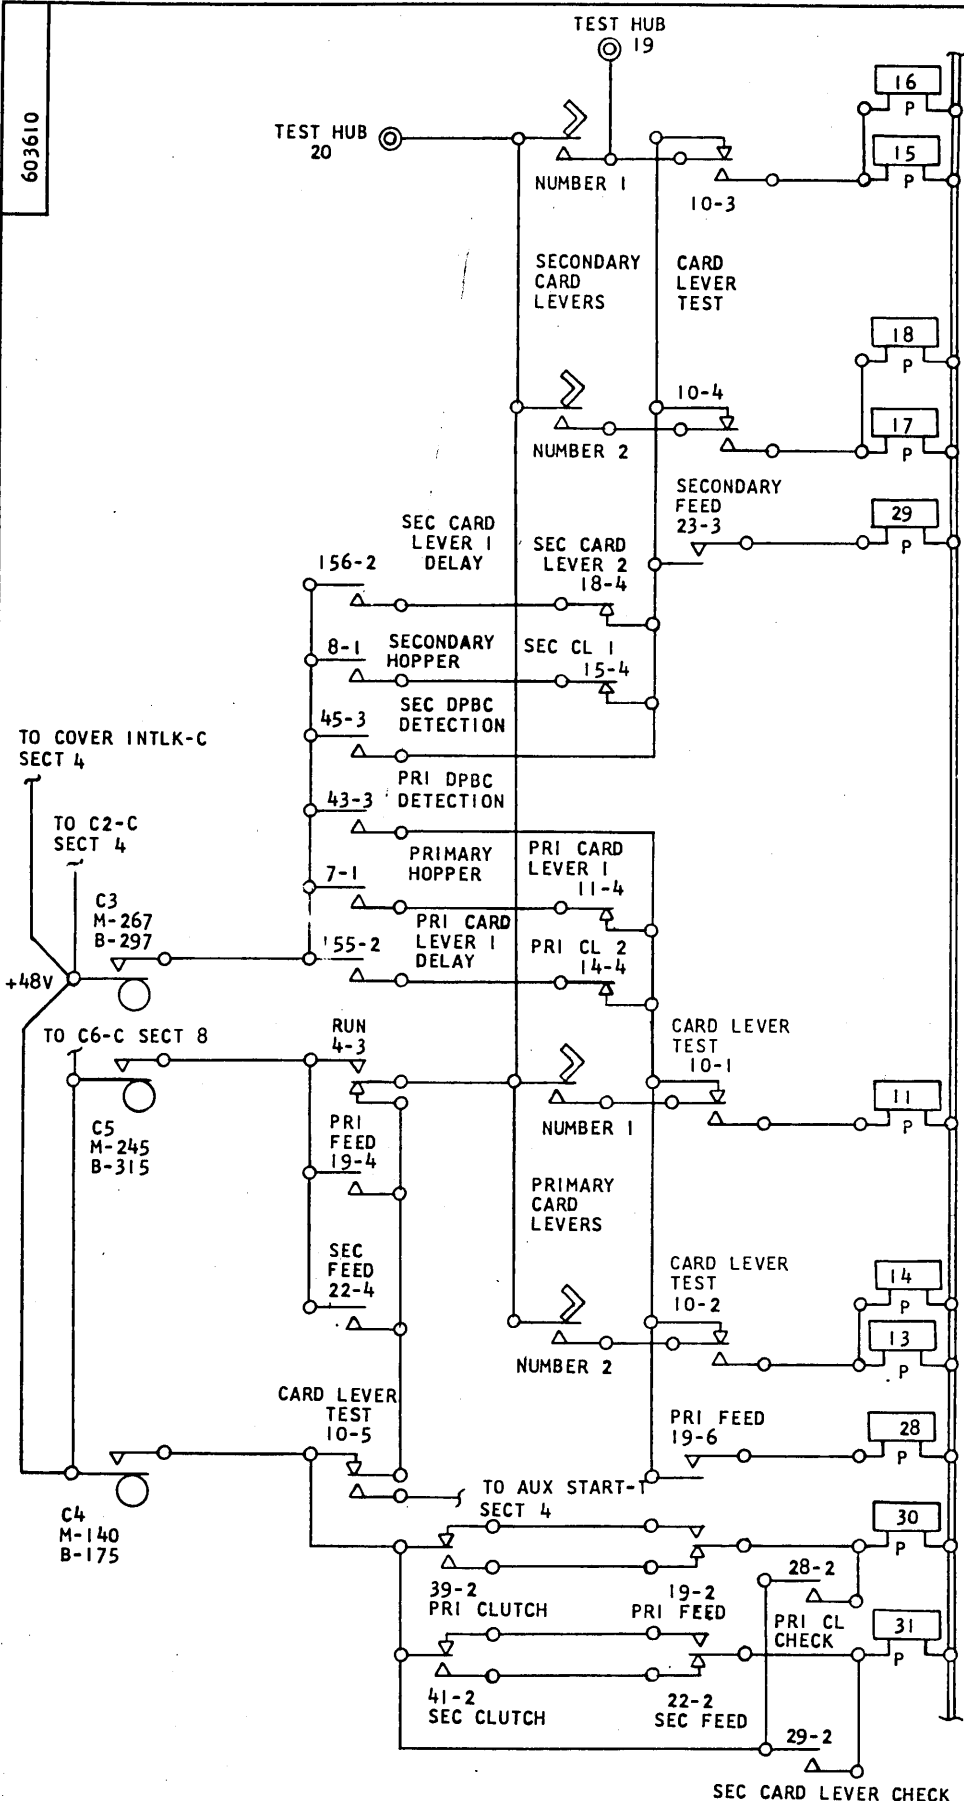 603610
TEST HUB
19
TEST HUB
20
NUMBER 1
10-3
16
P
15
P
SECONDARY
CARD
LEVERS
CARD
LEVER
TEST
18
P
10-4
NUMBER 2
17
P
SECONDARY
FEED
23-3
29
P
SEC CARD
LEVER 1
DELAY
156-2
SEC CARD
LEVER 2
18-4
8-1
SECONDARY
HOPPER
SEC CL 1
15-4
45-3
SEC DPBC
DETECTION
TO COVER INTLK-C
SECT 4
43-3
PRI DPBC
DETECTION
TO C2-C
SECT 4
PRIMARY
HOPPER
7-1
PRI CARD
LEVER 1
11-4
C3
M-267
B-297
155-2
PRI CARD
LEVER 1
DELAY
PRI CL 2
14-4
+48V
TO C6-C SECT 8
RUN
4-3
CARD LEVER
TEST
10-1
NUMBER 1
11
P
C5
M-245
B-315
PRI
FEED
19-4
PRIMARY
CARD
LEVERS
SEC
FEED
22-4
CARD LEVER
TEST
10-2
NUMBER 2
14
P
13
P
CARD LEVER
TEST
10-5
PRI FEED
19-6
28
P
TO AUX START-T
SECT 4
C4
M-140
B-175
30
P
39-2
PRI CLUTCH
19-2
PRI FEED
28-2
PRI CL
CHECK
31
P
41-2
SEC CLUTCH
22-2
SEC FEED
29-2
SEC CARD LEVER CHECK